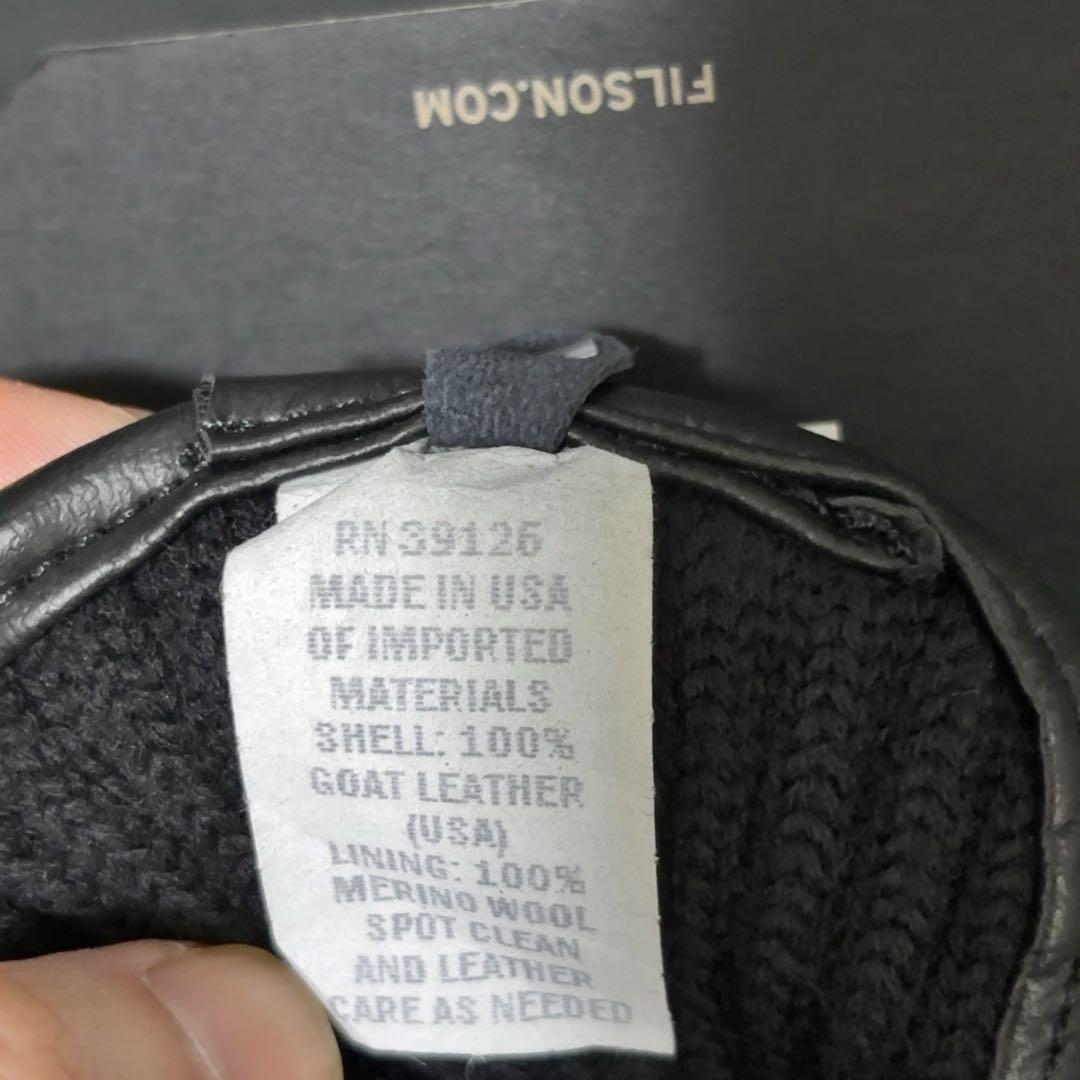 FILSON.COM
RN 39126
MADE IN USA
OF IMPORTED
MATERIALS
SHELL: 100%
GOAT LEATHER
(USA)
LINING: 100%
MERINO WOOL
SPOT CLEAN
AND LEATHER
CARE AS NEEDED